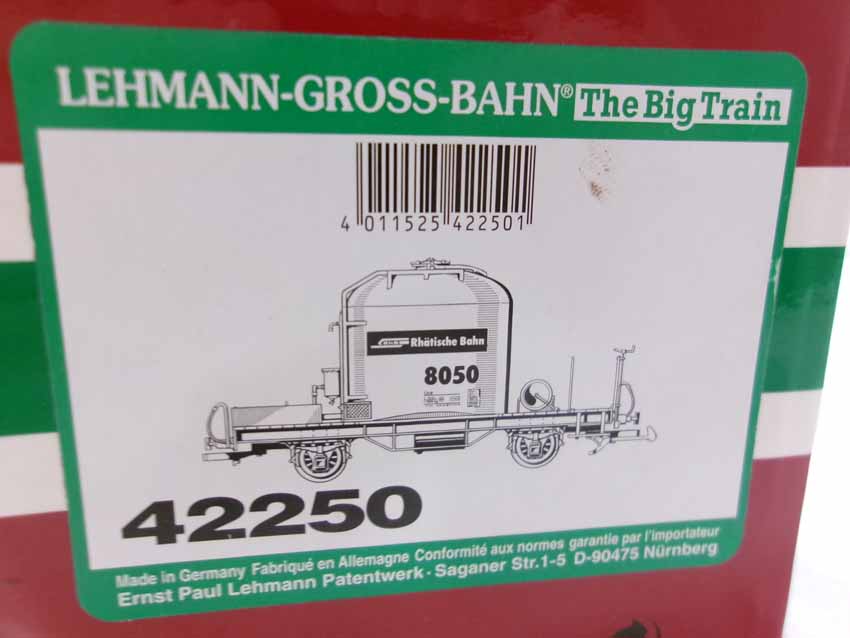 LEHMANN-GROSS-BAHN® The Big Train
4 011525 422501
Rhätische Bahn
8050
42250
Made in Germany Fabriqué en Allemagne Conformité aux normes garantie par l'importateur
Ernst Paul Lehmann Patentwerk · Saganer Str.1-5 D-90475 Nürnberg